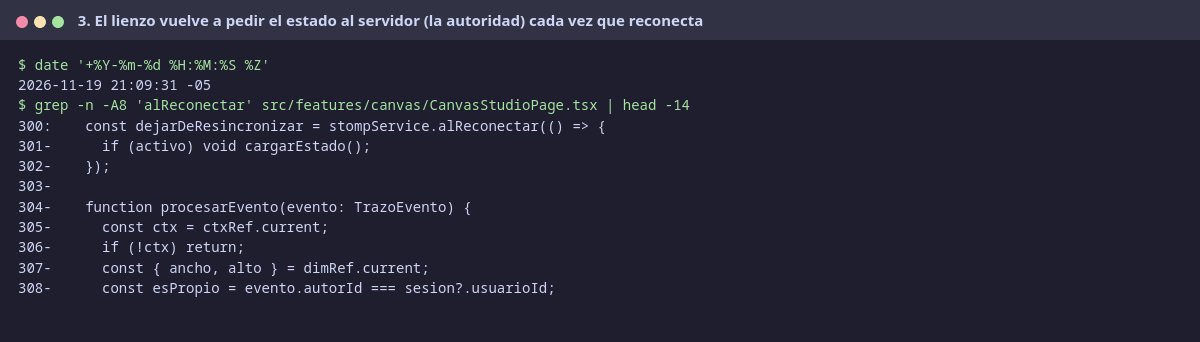 3. El lienzo vuelve a pedir el estado al servidor (la autoridad) cada vez que reconecta
$ date '+%Y-%m-%d %H:%M:%S %Z'
2026-11-19 21:09:31 -05
$ grep -n -A8 'alReconectar' src/features/canvas/CanvasStudioPage.tsx | head -14
300:    const dejarDeResincronizar = stompService.alReconectar(() => {
301-      if (activo) void cargarEstado();
302-    });
303-
304-    function procesarEvento(evento: TrazoEvento) {
305-      const ctx = ctxRef.current;
306-      if (!ctx) return;
307-      const { ancho, alto } = dimRef.current;
308-      const esPropio = evento.autorId === sesion?.usuarioId;